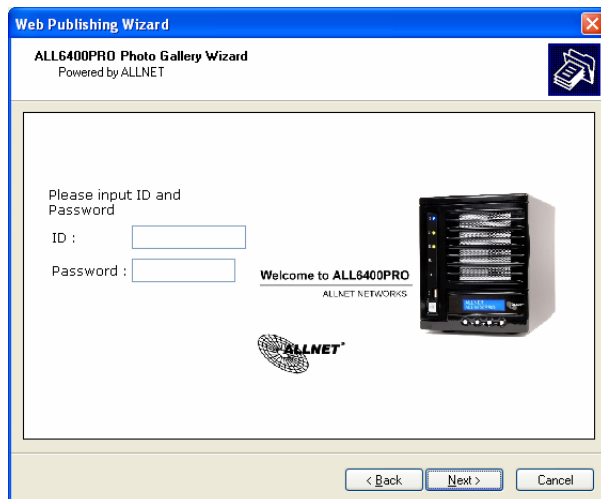 Web Publishing Wizard
ALL6400PRO Photo Gallery Wizard
Powered by ALLNET
Please input ID and
Password
ID :
Password :
Welcome to ALL6400PRO
ALLNET NETWORKS
ALLNET
< Back
Next >
Cancel